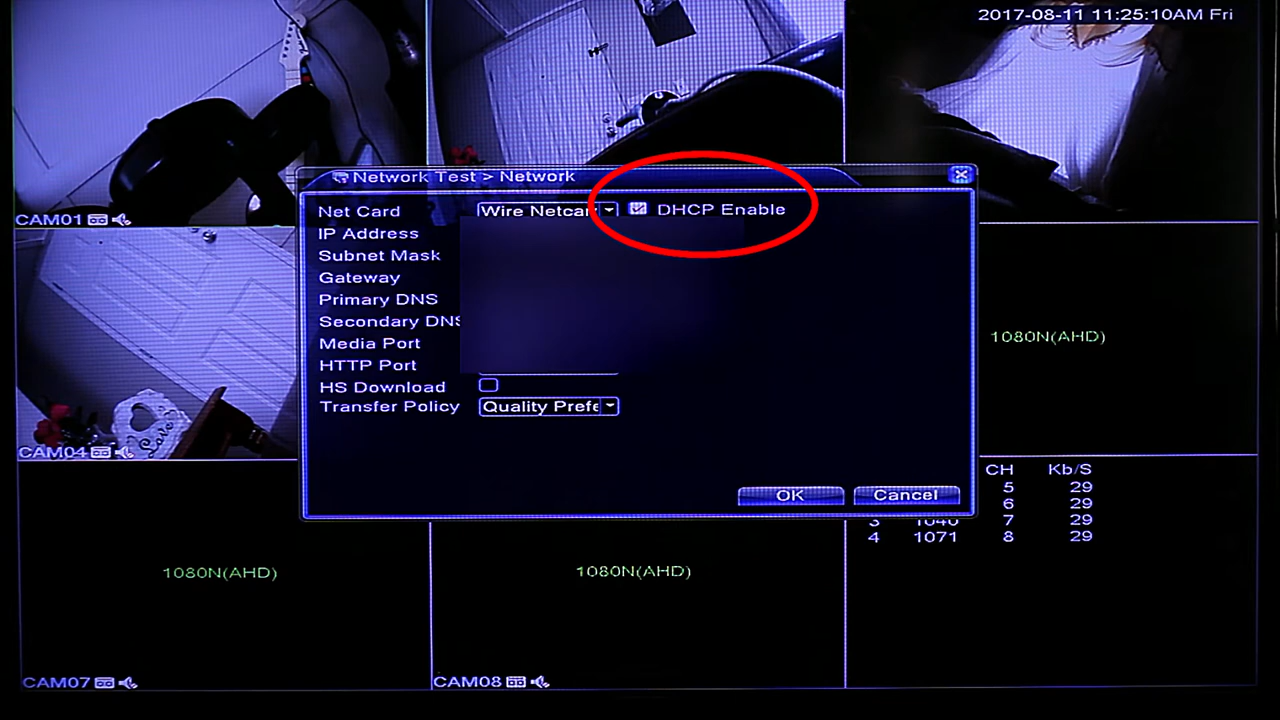 2017-08-11 11:25:10AM Fri
Network Test > Network
Net Card Wire Netcar DHCP Enable
CAM01
IP Address
Subnet Mask
Gateway
Primary DNS
Secondary DNS
Media Port
1080N(AHD)
HTTP Port
HS Download
Transfer Policy Quality Prefe
Love
CAM04
CH Kb/S
5 29
OK Cancel
6 29
3 1040 7 29
4 1071 8 29
1080N(AHD)
1080N(AHD)
CAM07
CAM08